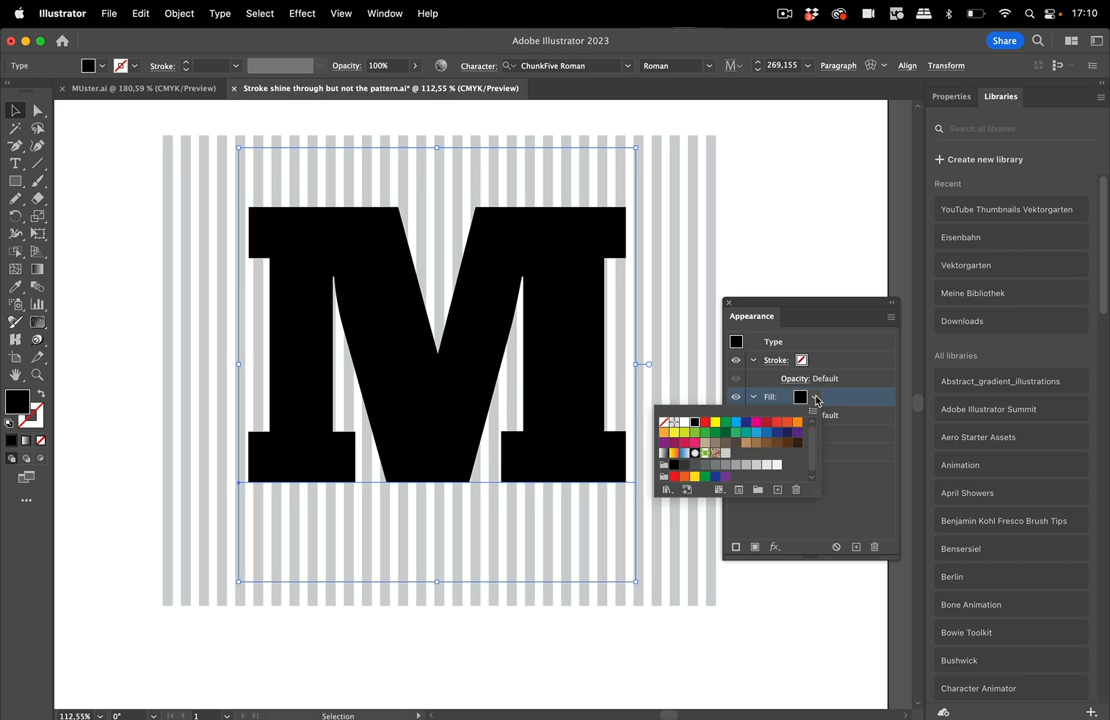 Illustrator File Edit Object Type Select Effect View Window Help
3
17:10
Adobe Illustrator 2023
Share
Type Stroke: Opacity: 100% Character: ChunkFive Roman Roman 269,155 Paragraph Align Transform
MUster.ai @ 180,59 % (CMYK/Preview)
Stroke shine through but not the pattern.ai* @ 112,55 % (CMYK/Preview)
M
Properties Libraries
Search all libraries
Create new library
Recent
YouTube Thumbnails Vektorgarten
Eisenbahn
Vektorgarten
Meine Bibliothek
Downloads
All libraries
Abstract_gradient_illustrations
Adobe Illustrator Summit
Aero Starter Assets
Animation
April Showers
Benjamin Kohl Fresco Brush Tips
Bensersiel
Berlin
Bone Animation
Bowie Toolkit
Bushwick
Character Animator
Appearance
Type
Stroke:
Opacity: Default
Fill:
fault
fx
112,55% 0° 1 Selection